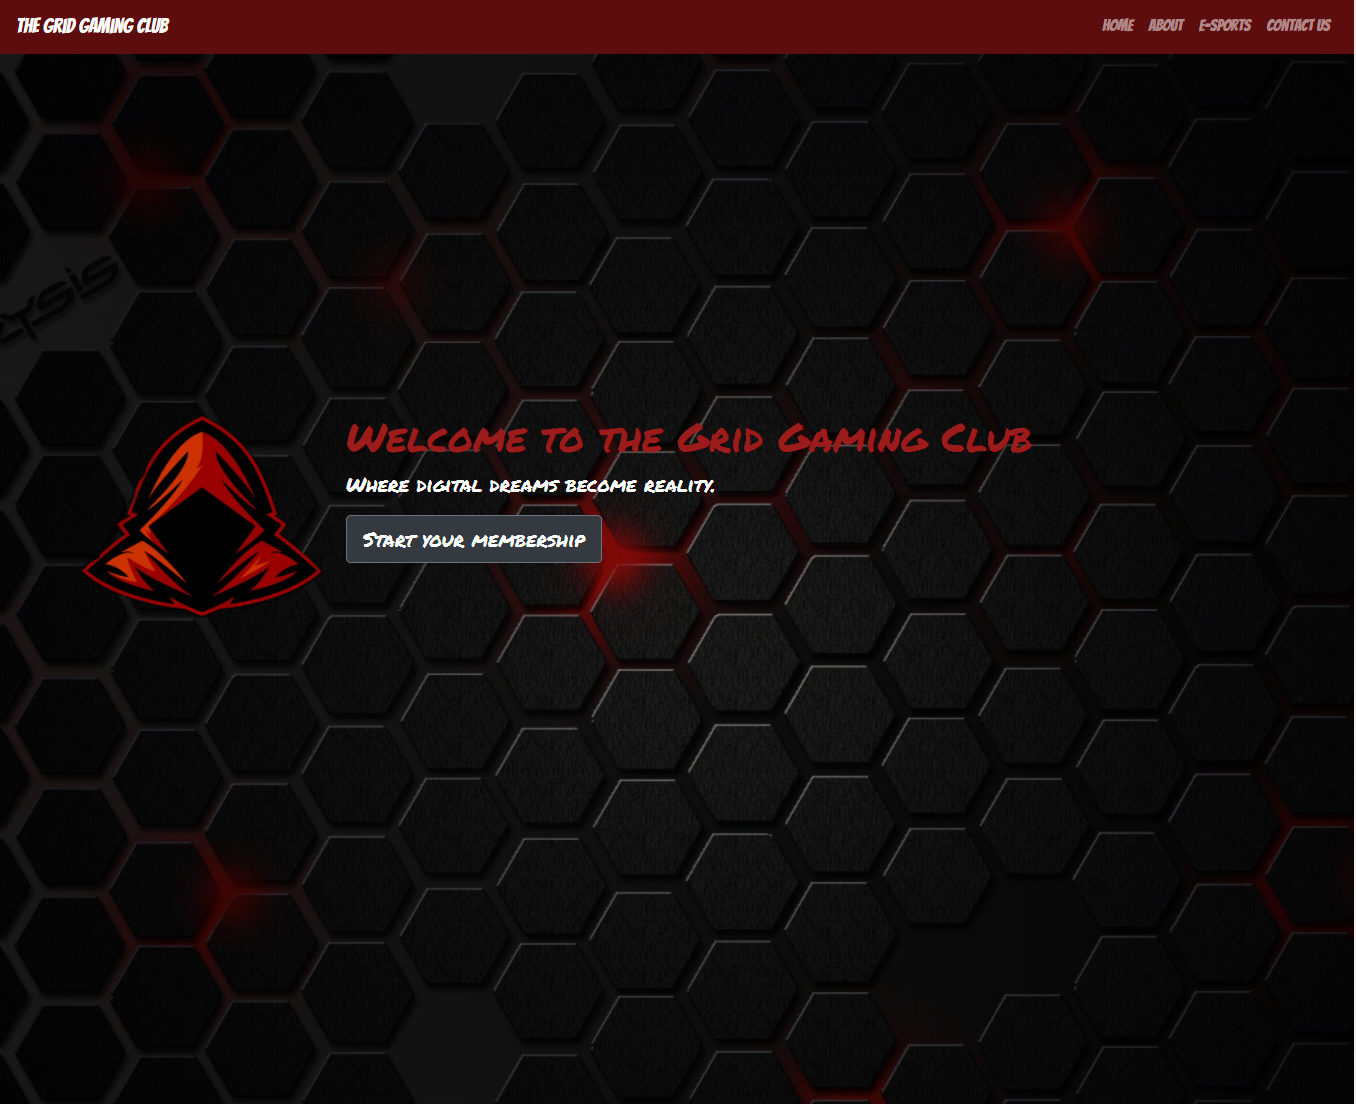 THE GRID GAMING CLUB
HOME ABOUT E-SPORTS CONTACT US
Welcome to the Grid Gaming Club
Where digital dreams become reality.
Start your membership